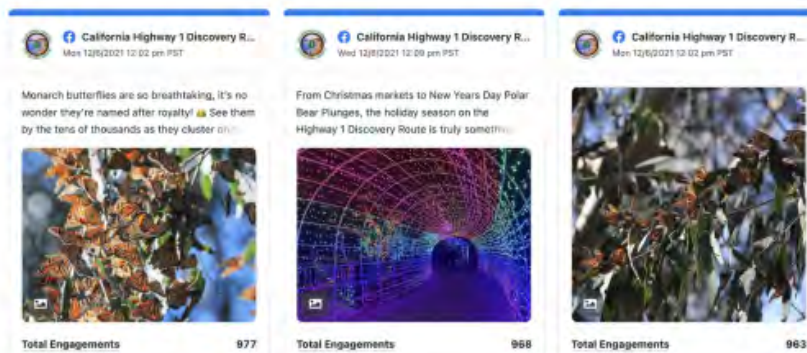 California Highway 1 Discovery R...
Mon 12/6/2021 12:02 pm PST
Monarch butterflies are so breathtaking, it's no
wonder they're named after royalty! 👑 See them
by the tens of thousands as they cluster on
Total Engagements 977
California Highway 1 Discovery R...
Wed 12/8/2021 12:09 pm PST
From Christmas markets to New Years Day Polar
Bear Plunges, the holiday season on the
Highway 1 Discovery Route is truly
Total Engagements 968
California Highway 1 Discovery R...
Mon 12/6/2021 12:02 pm PST
Total Engagements 963